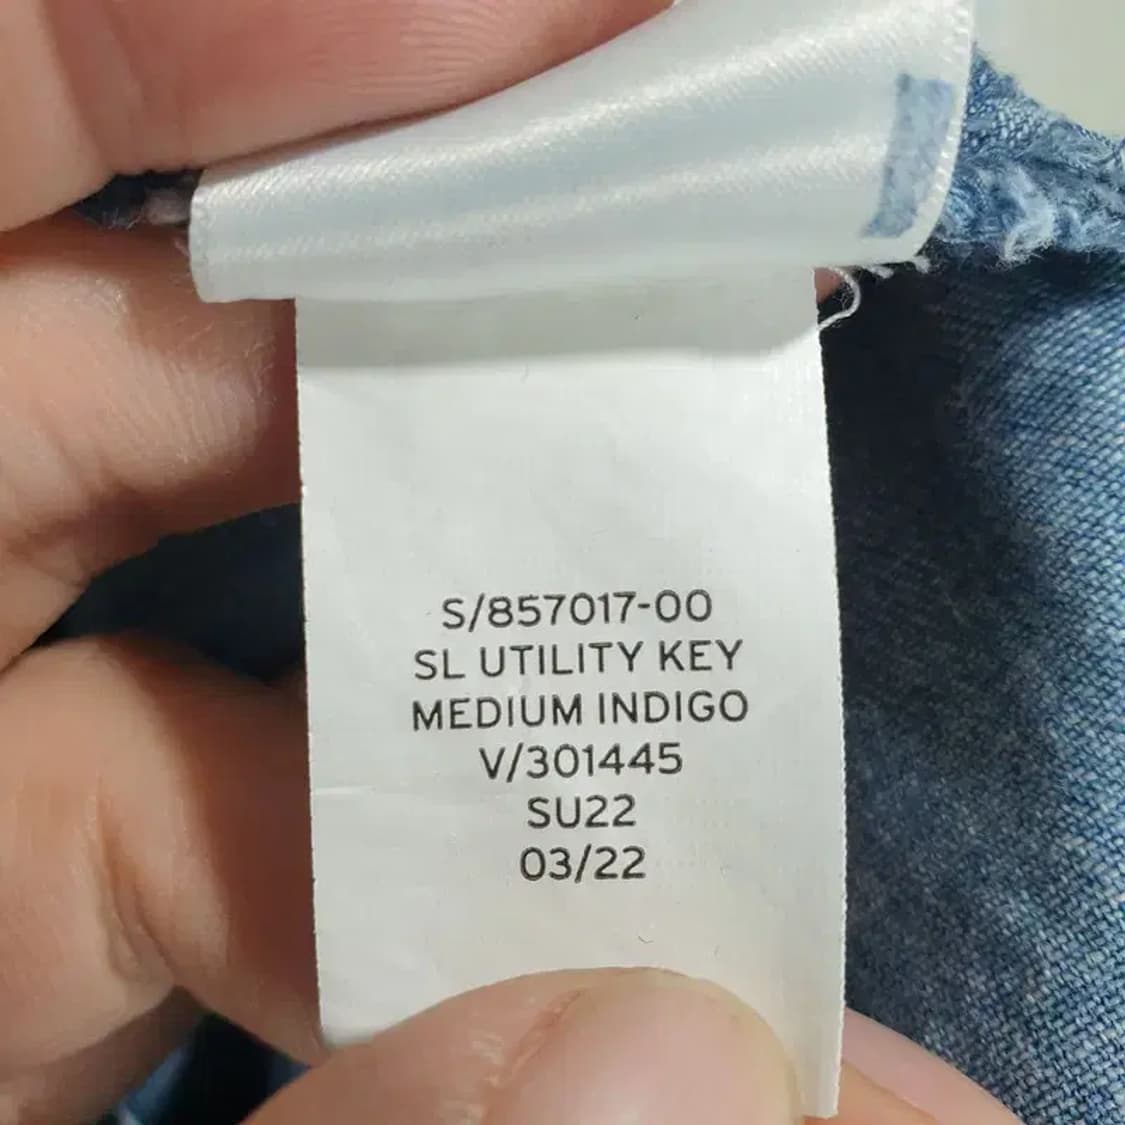 S/857017-00
SL UTILITY KEY
MEDIUM INDIGO
V/301445
SU22
03/22